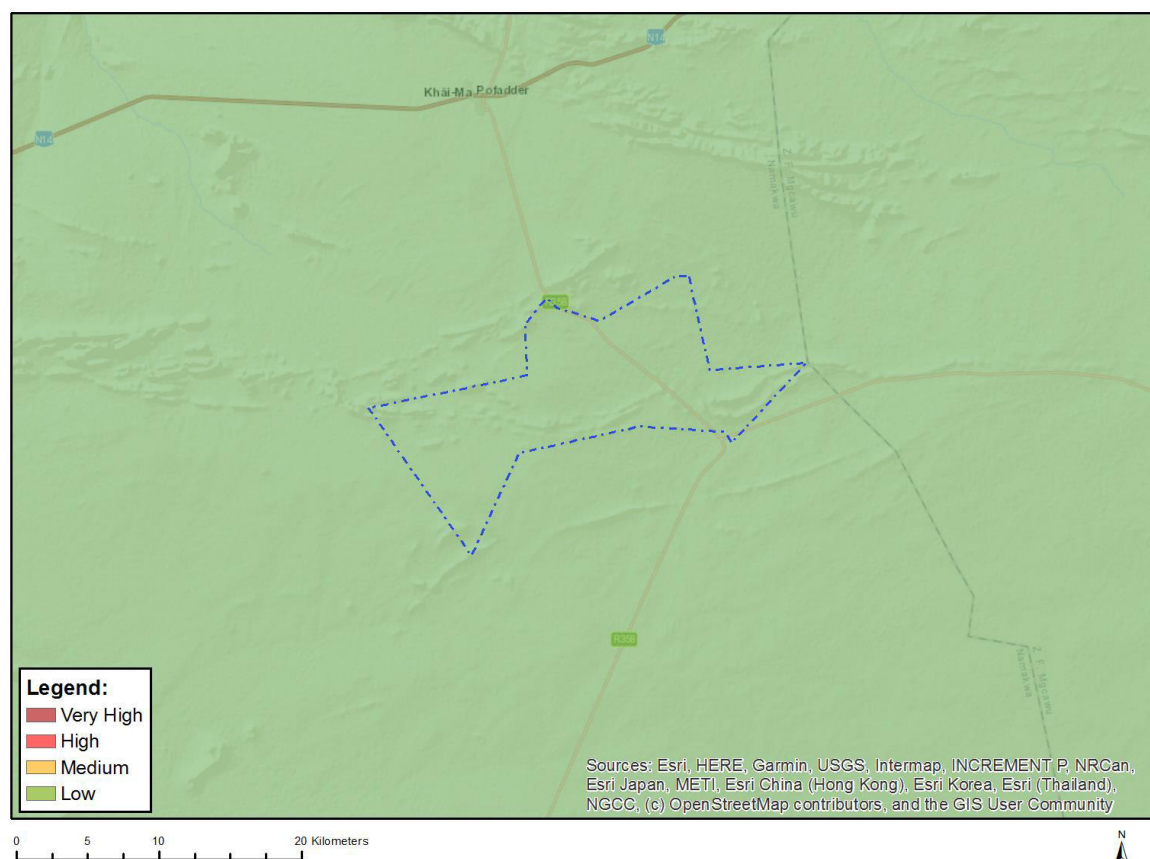 N14
Khâi-Ma Pofadder
N14
Z. F. Mgcawu
Namakwa
R358
R358
Z. F. Mgcawu
Namakwa
Legend:
Very High
High
Medium
Low
Sources: Esri, HERE, Garmin, USGS, Intermap, INCREMENT P, NRCan,
Esri Japan, METI, Esri China (Hong Kong), Esri Korea, Esri (Thailand),
NGCC, (c) OpenStreetMap contributors, and the GIS User Community
0 5 10 20 Kilometers
N